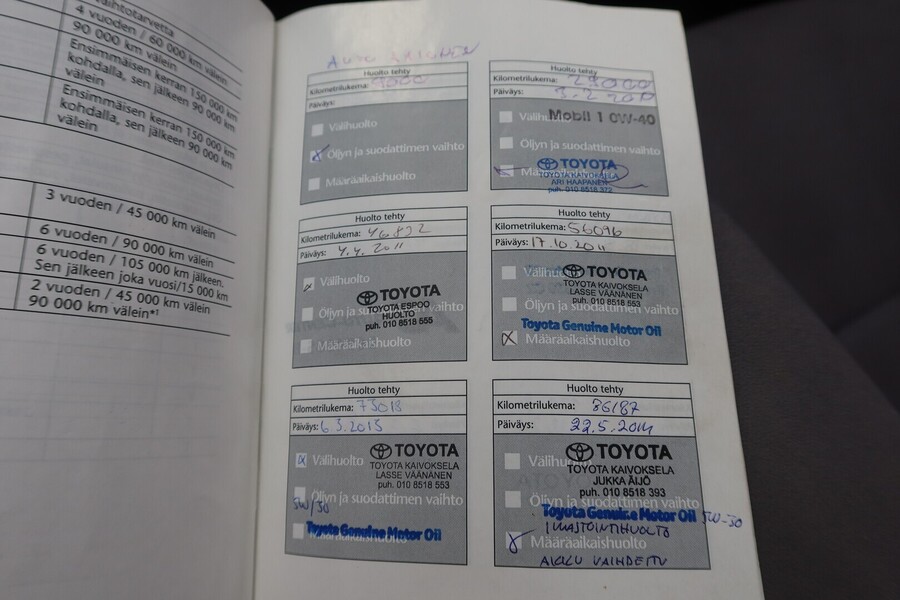 4 vuoden / 60 000 km välein
90 000 km välein
Ensimmäisen kerran 150 000 km
kohdalla, sen jälkeen 90 000 km
välein
Ensimmäisen kerran 150 000 km
kohdalla, sen jälkeen 90 000 km
välein
3 vuoden / 45 000 km välein
6 vuoden / 90 000 km välein
6 vuoden / 105 000 km jälkeen.
Sen jälkeen joka vuosi/15 000 km
2 vuoden / 45 000 km välein
90 000 km välein*1
Huolto tehty
Kilometrilukema: 9000
Päiväys:
Välihuolto
Öljyn ja suodattimen vaihto
Määräaikaishuolto
Huolto tehty
Kilometrilukema:
Päiväys:
Mobil 1 0W-40
TOYOTA
TOYOTA KAIVOKSELA
ARI HAAPANEN
Huolto tehty
Kilometrilukema: 46832
Päiväys: 4.4.2011
Välihuolto
Öljyn ja suodattimen vaihto
Määräaikaishuolto
TOYOTA
TOYOTA ESPOO
HUOLTO
puh. 010 8518 555
Huolto tehty
Kilometrilukema: 56096
Päiväys: 17.10.2011
Välihuolto
Öljyn ja suodattimen vaihto
Määräaikaishuolto
TOYOTA
TOYOTA KAIVOKSELA
LASSE VÄÄNÄNEN
puh. 010 8518 553
Toyota Genuine Motor Oil
Huolto tehty
Kilometrilukema: 73018
Päiväys: 6.3.2013
Välihuolto
Öljyn ja suodattimen vaihto
TOYOTA
TOYOTA KAIVOKSELA
LASSE VÄÄNÄNEN
puh. 010 8518 553
5W/30
Toyota Genuine Motor Oil
Huolto tehty
Kilometrilukema: 86187
Päiväys: 22.5.2014
Välihuolto
Öljyn ja suodattimen vaihto
Määräaikaishuolto
TOYOTA
TOYOTA KAIVOKSELA
JUKKA ÄIJÖ
puh. 010 8518 393
Toyota Genuine Motor Oil 5W-30
ILMASTOINTIHUOLTO
AKKU VAIHDETTU